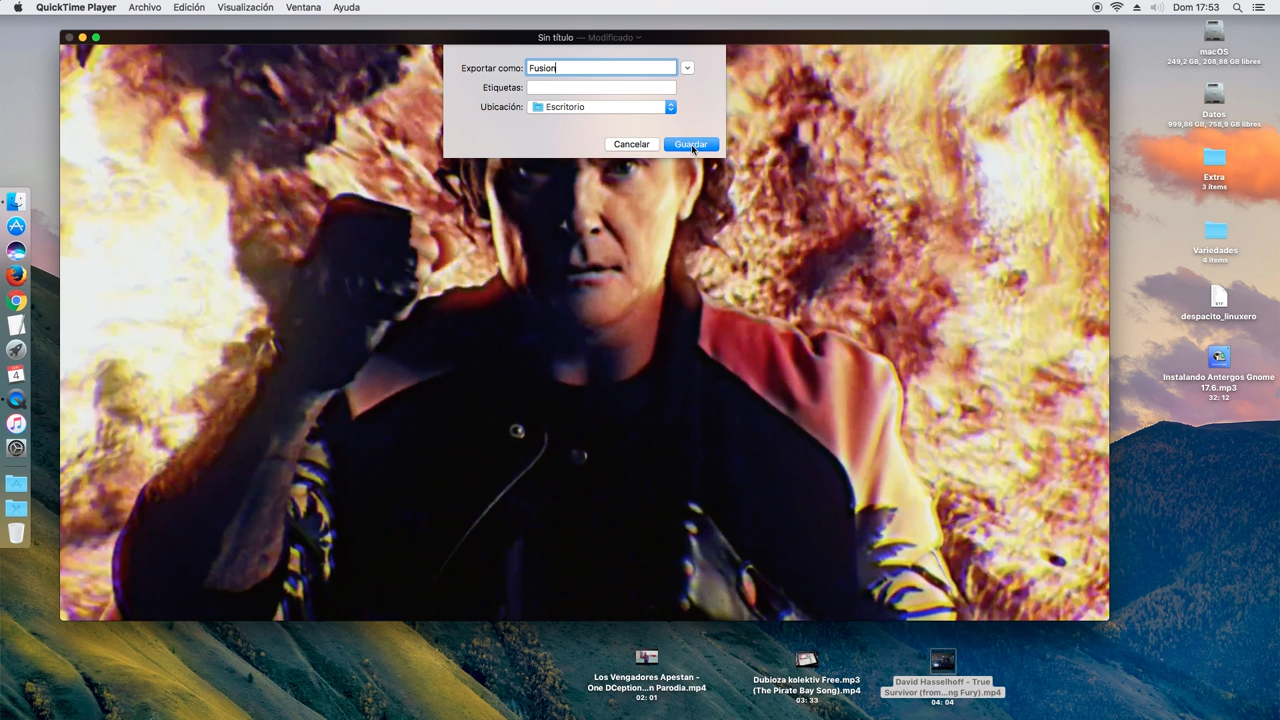 QuickTime Player Archivo Edición Visualización Ventana Ayuda Dom 17:53
Sin título — Modificado
Exportar como: Fusion
Etiquetas:
Ubicación: Escritorio
Cancelar Guardar
macOS
249,2 GB, 208,88 GB libres
Datos
999,86 GB, 758,9 GB libres
Extra
3 ítems
Variedades
4 ítems
despacito_linuxero
Instalando Antergos Gnome
17.6.mp3
32: 12
4
Los Vengadores Apestan -
One DCeption...n Parodia.mp4
02: 01
Dubioza kolektiv Free.mp3
(The Pirate Bay Song).mp4
03: 33
David Hasselhoff - True
Survivor (from...ng Fury).mp4
04: 04